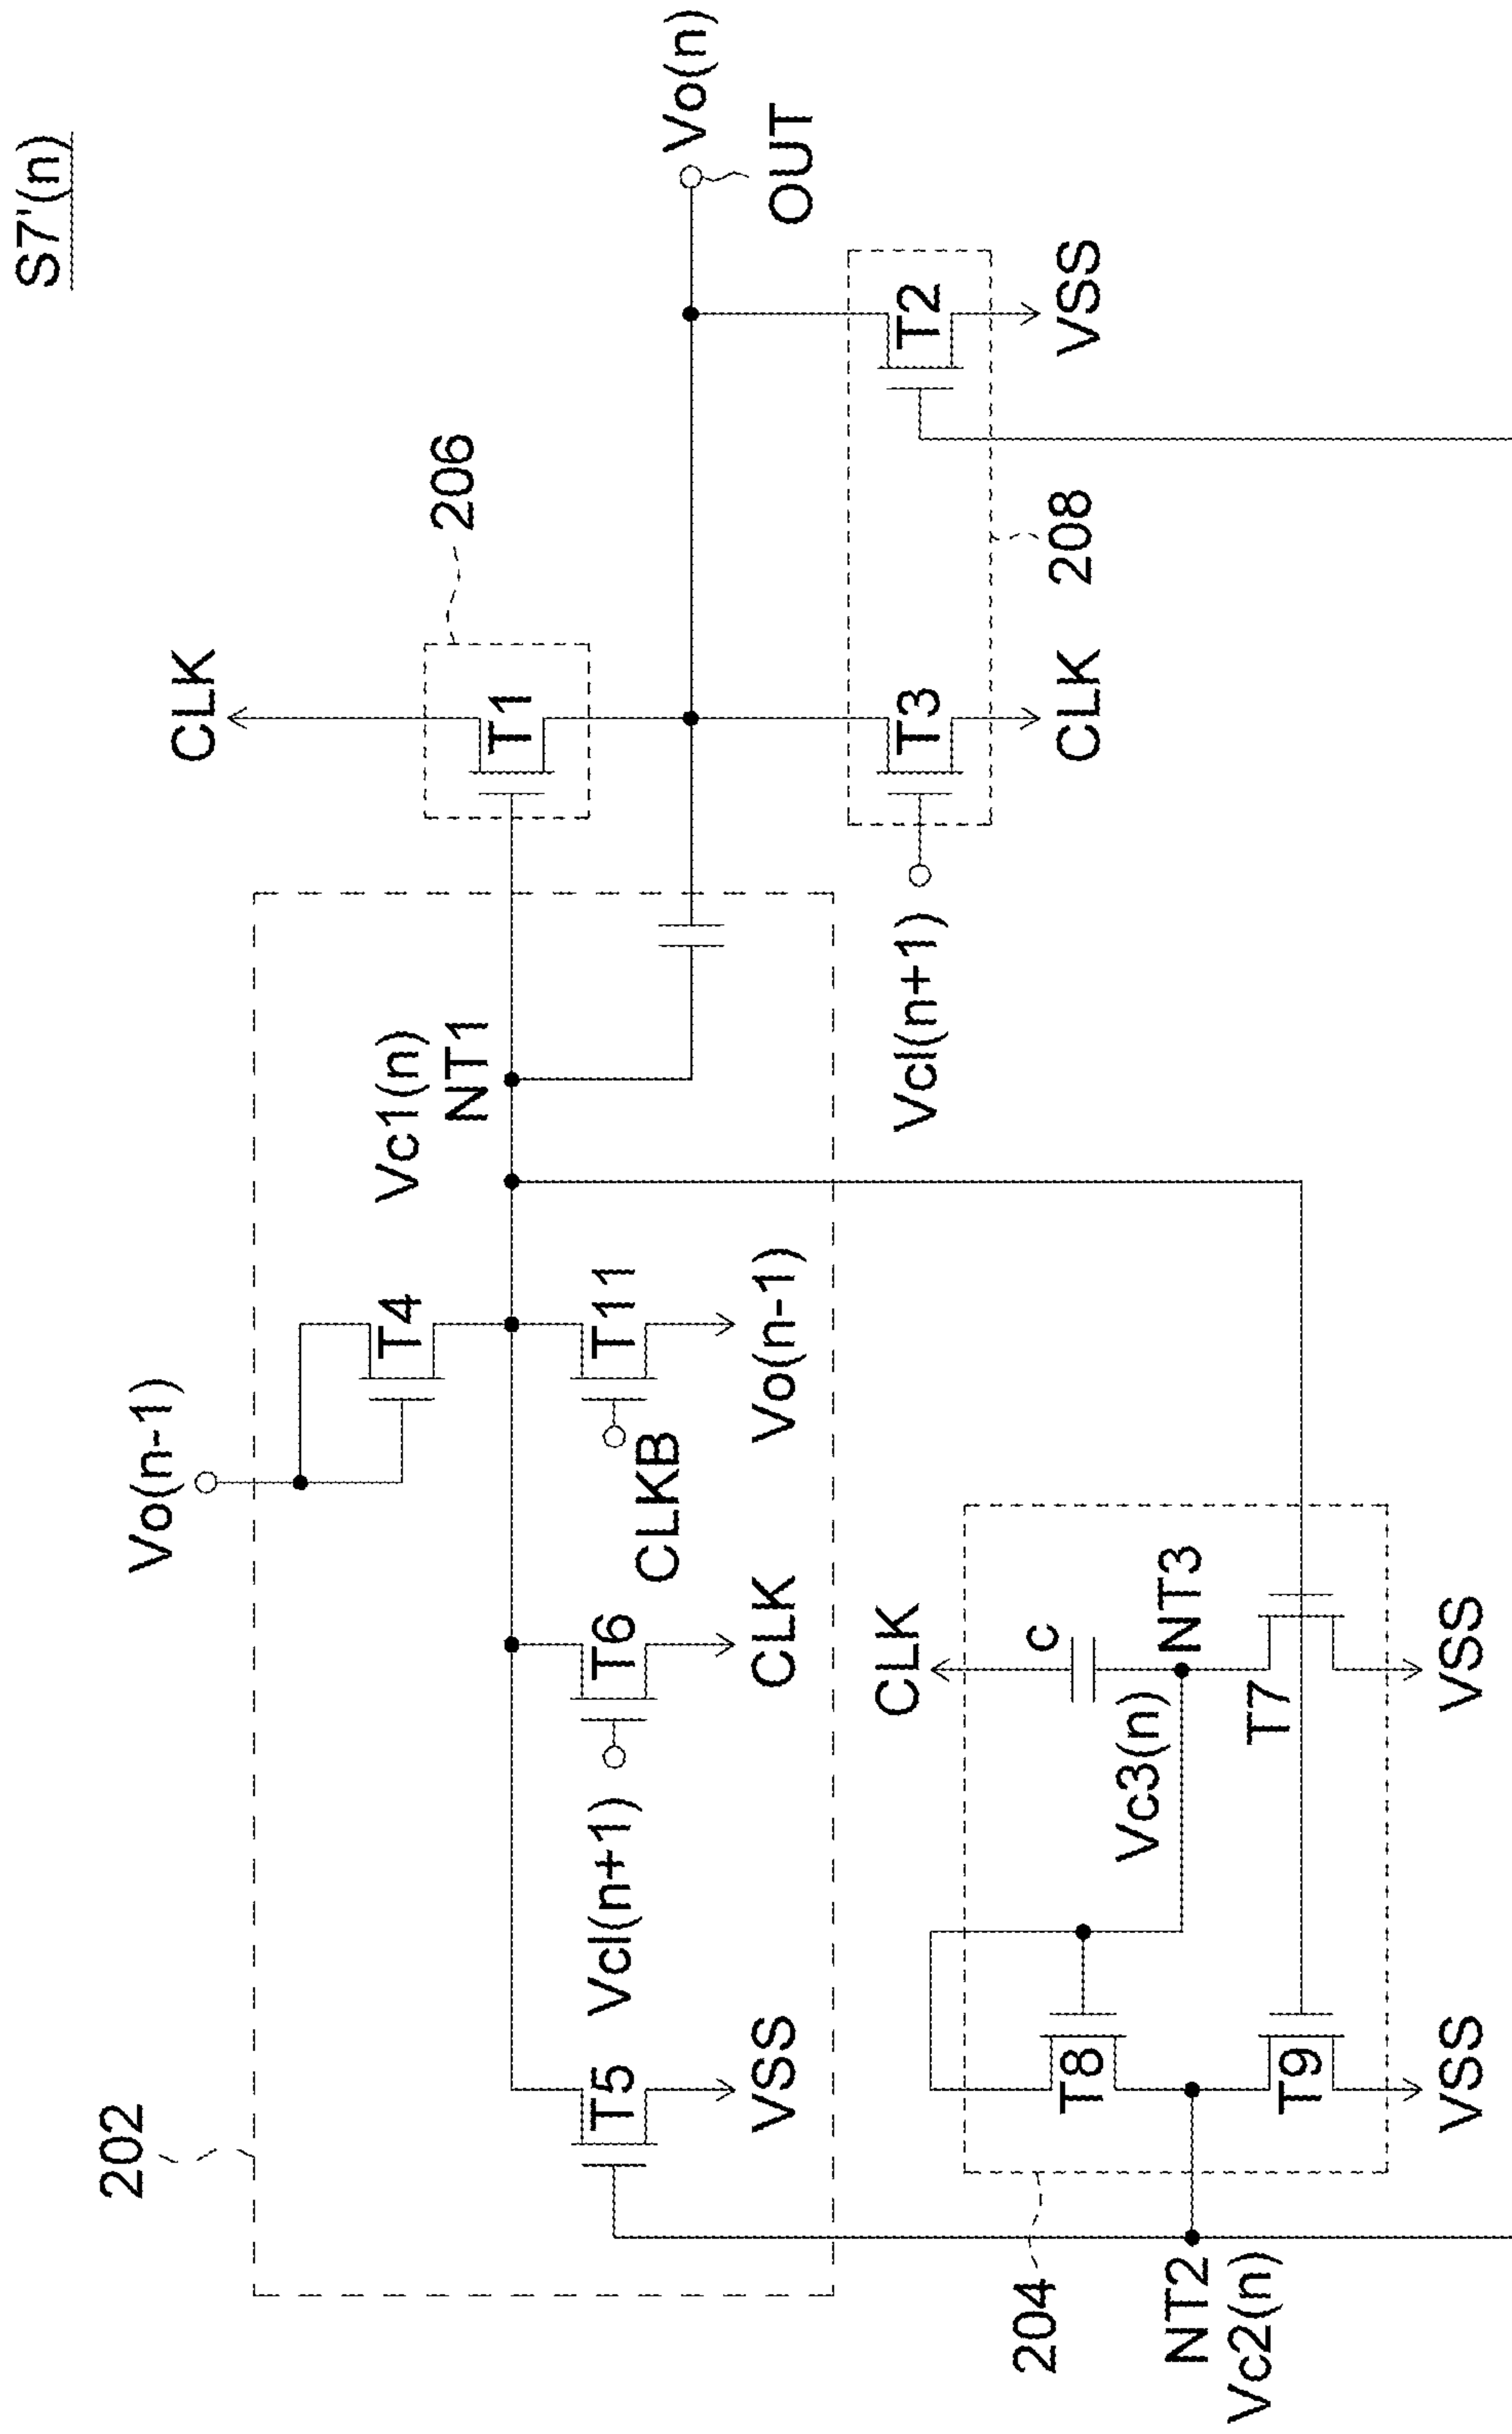 S7'(n)
202
Vo(n-1)
CLK
206
T4
Vc1(n)
NT1
T1
Vo(n)
OUT
T5
T6
T11
Vcl(n+1)
CLKB
VSS
CLK
Vo(n-1)
Vcl(n+1)
T3
T2
CLK
208
VSS
204
CLK
c
T8
Vc3(n)
NT3
NT2
Vc2(n)
T7
T9
VSS
VSS